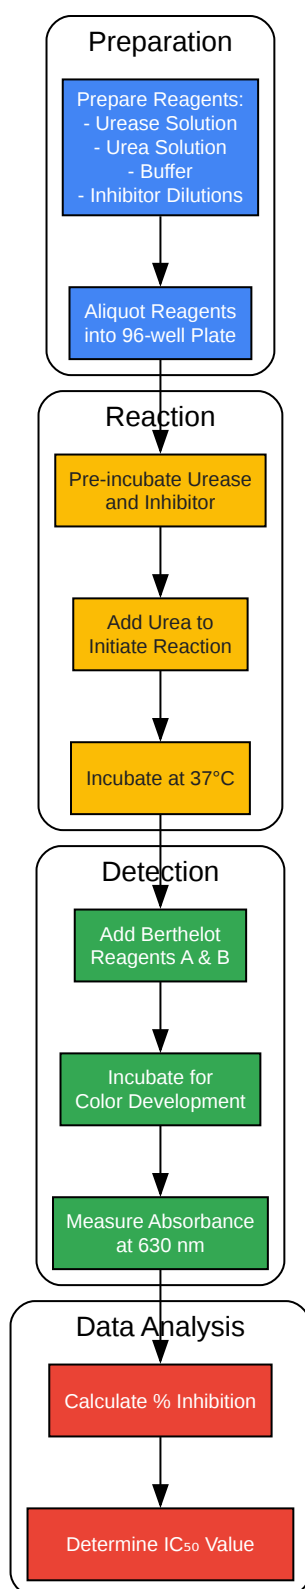 Preparation
Prepare Reagents:
- Urease Solution
- Urea Solution
- Buffer
- Inhibitor Dilutions
Aliquot Reagents
into 96-well Plate
Reaction
Pre-incubate Urease
and Inhibitor
Add Urea to
Initiate Reaction
Incubate at 37°C
Detection
Add Berthelot
Reagents A & B
Incubate for
Color Development
Measure Absorbance
at 630 nm
Data Analysis
Calculate % Inhibition
Determine IC₅₀ Value